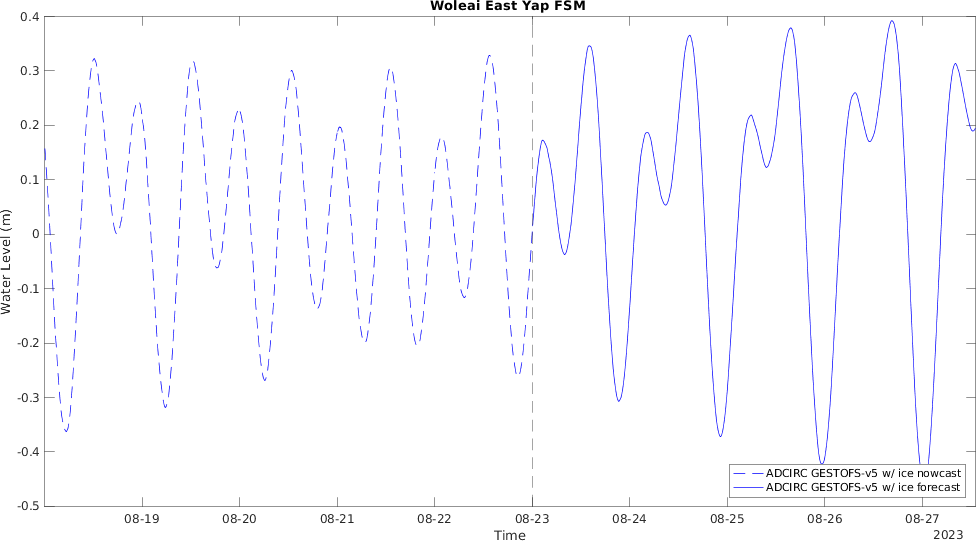 Woleai East Yap FSM
Water Level (m)
0.4
0.3
0.2
0.1
0
-0.1
-0.2
-0.3
-0.4
-0.5
ADCIRC GESTOFS-v5 w/ ice nowcast
ADCIRC GESTOFS-v5 w/ ice forecast
08-19 08-20 08-21 08-22 08-23 08-24 08-25 08-26 08-27
Time
2023